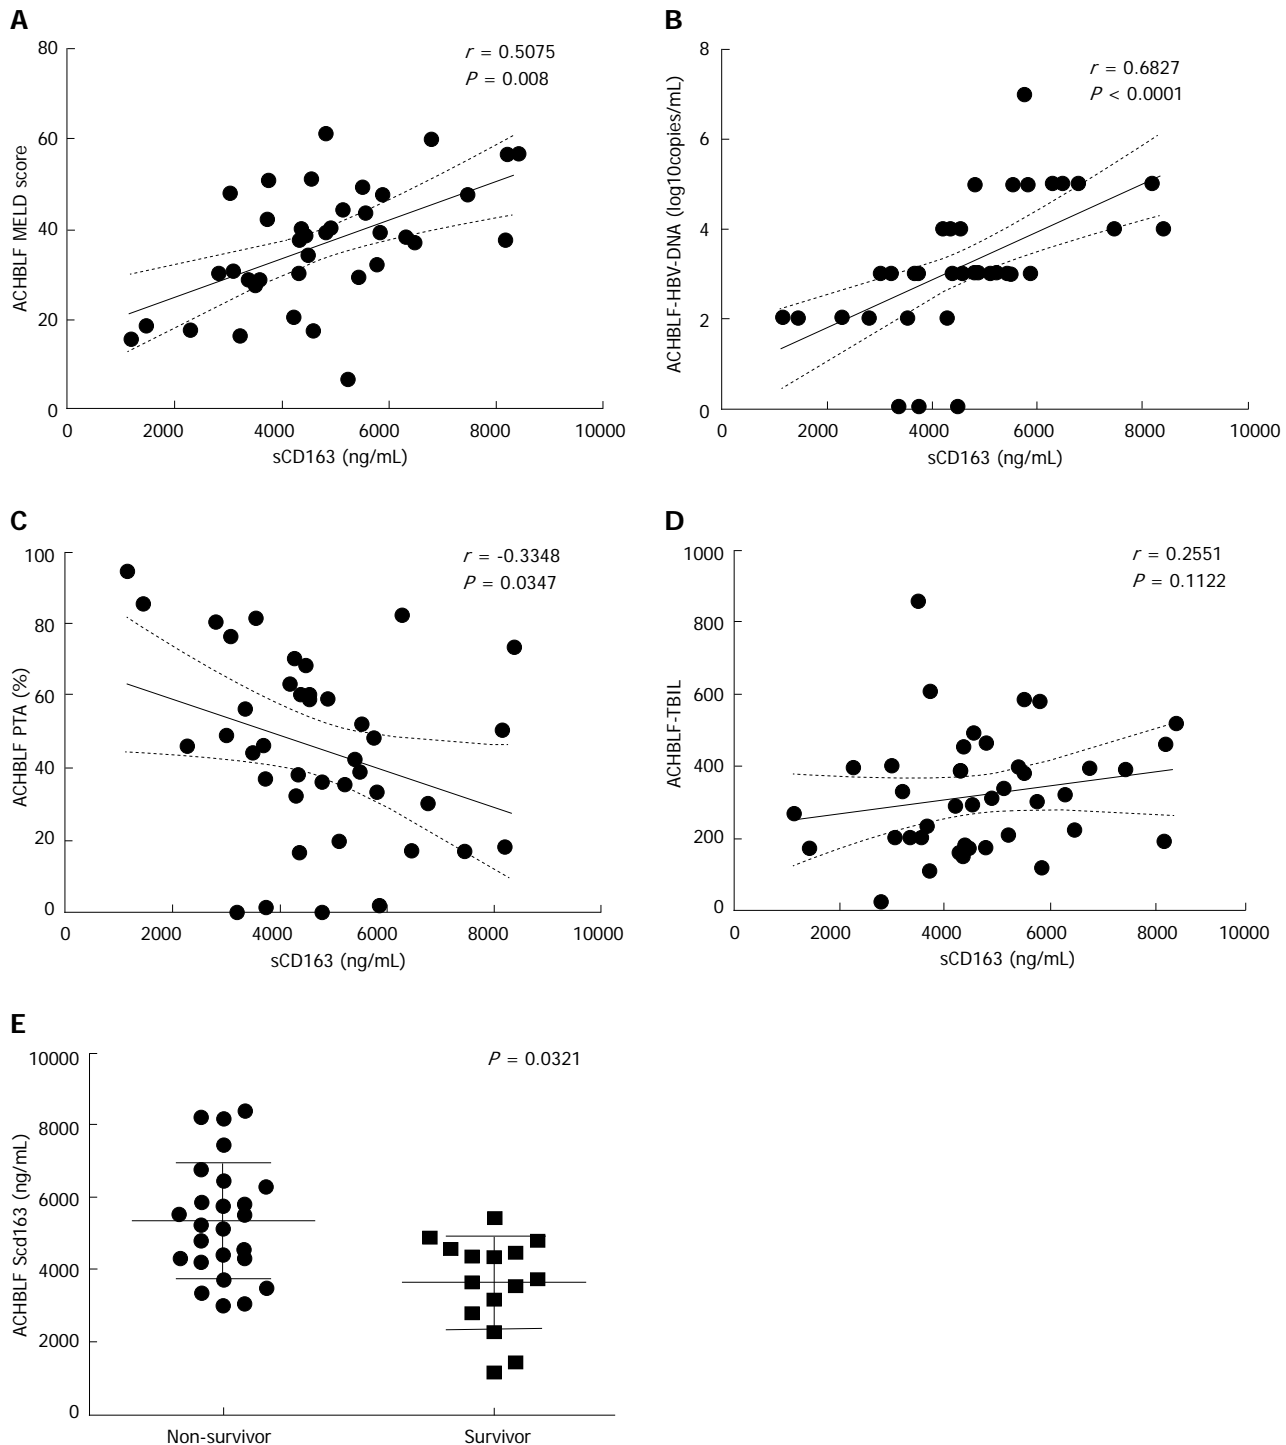 A
80
60
40
20
0
ACHBLF MELD score
r = 0.5075
P = 0.008
0 2000 4000 6000 8000 10000
sCD163 (ng/mL)
B
8
6
4
2
0
ACHBLF-HBV-DNA (log10copies/mL)
r = 0.6827
P < 0.0001
0 2000 4000 6000 8000 10000
sCD163 (ng/mL)
C
100
80
60
40
20
0
ACHBLF PTA (%)
r = -0.3348
P = 0.0347
0 2000 4000 6000 8000 10000
sCD163 (ng/mL)
D
1000
800
600
400
200
0
ACHBLF-TBIL
r = 0.2551
P = 0.1122
0 2000 4000 6000 8000 10000
sCD163 (ng/mL)
E
10000
8000
6000
4000
2000
0
ACHBLF Scd163 (ng/mL)
P = 0.0321
Non-survivor Survivor